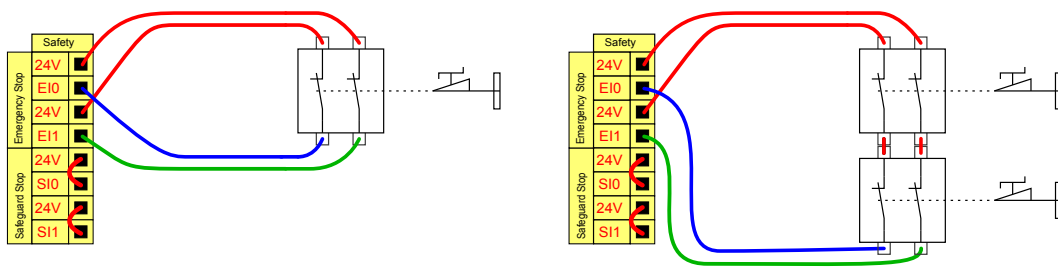 Safety
Emergency Stop
24V
EI0
24V
EI1
Safeguard Stop
24V
SI0
24V
SI1
Safety
Emergency Stop
24V
EI0
24V
EI1
Safeguard Stop
24V
SI0
24V
SI1